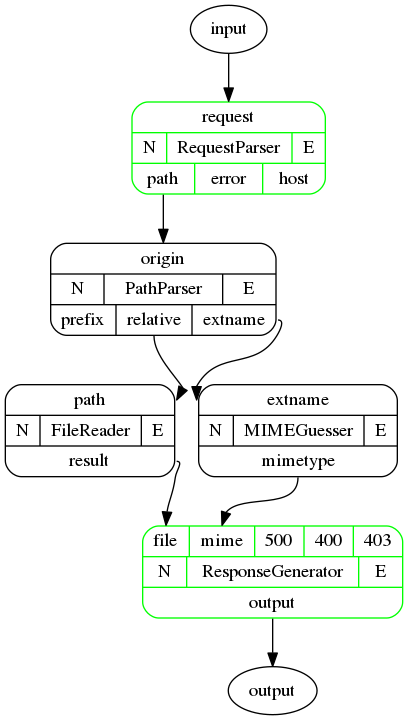 input
request
N RequestParser E
path error host
origin
N PathParser E
prefix relative extname
path
N FileReader E
result
extname
N MIMEGuesser E
mimetype
file mime 500 400 403
N ResponseGenerator E
output
output